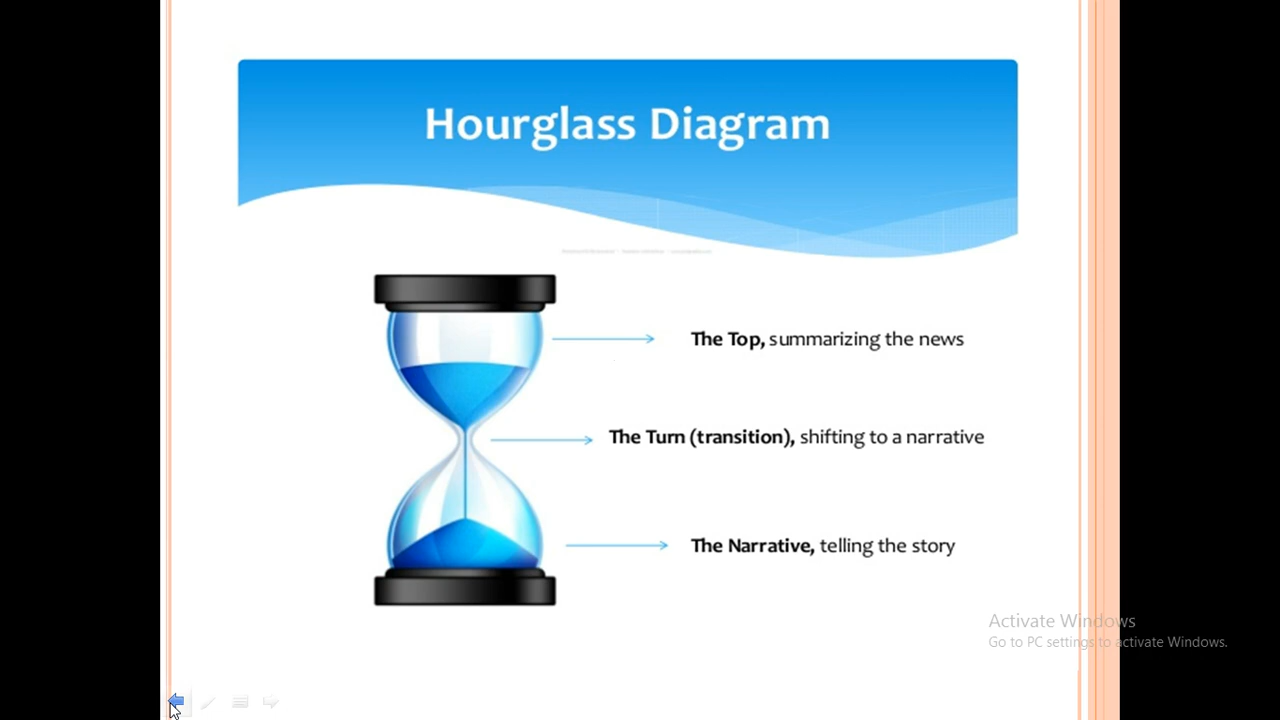 Hourglass Diagram
The Top, summarizing the news
The Turn (transition), shifting to a narrative
The Narrative, telling the story
Activate Windows
Go to PC settings to activate Windows.